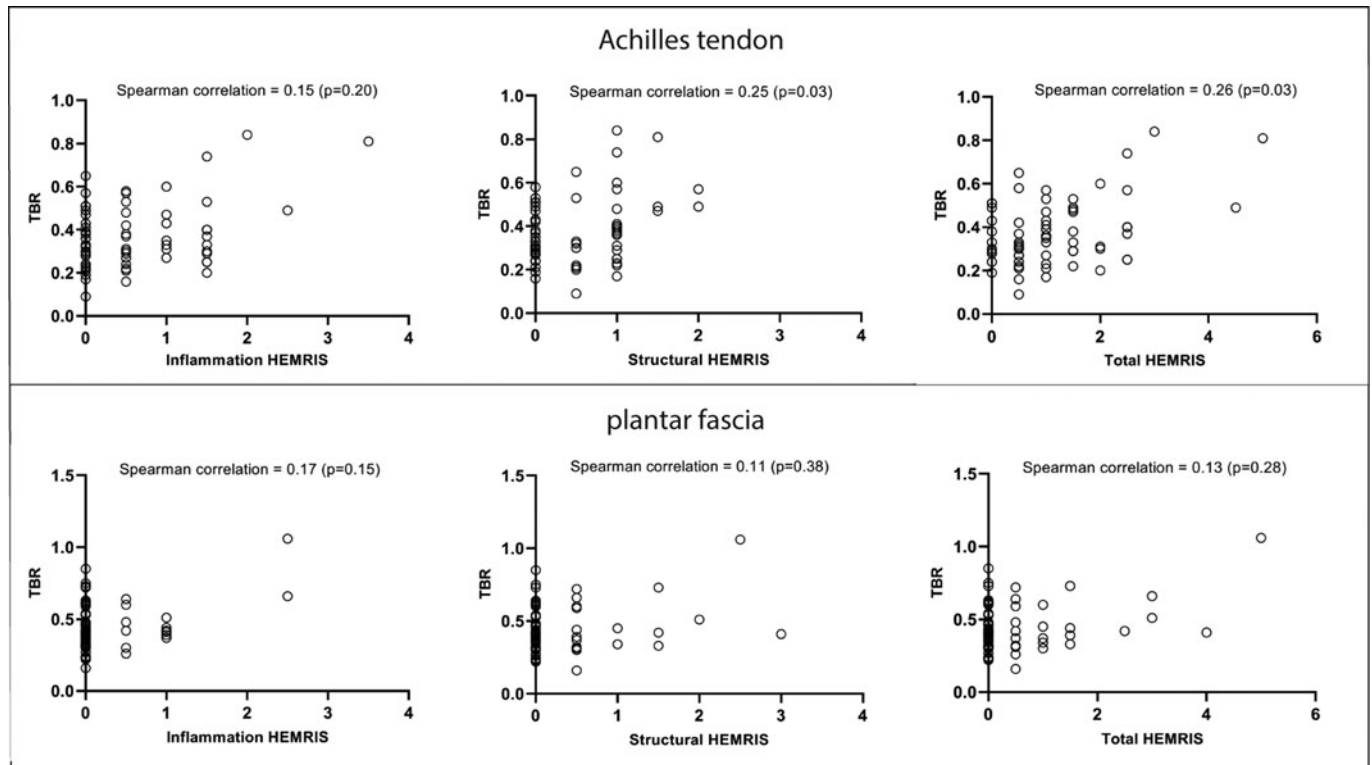 Achilles tendon
Spearman correlation = 0.15 (p=0.20)
1.0
0.8
0.6
0.4
0.2
0.0
TBR
0 1 2 3 4
Inflammation HEMRIS
Spearman correlation = 0.25 (p=0.03)
1.0
0.8
0.6
0.4
0.2
0.0
TBR
0 1 2 3 4
Structural HEMRIS
Spearman correlation = 0.26 (p=0.03)
1.0
0.8
0.6
0.4
0.2
0.0
TBR
0 2 4 6
Total HEMRIS
plantar fascia
Spearman correlation = 0.17 (p=0.15)
1.5
1.0
0.5
0.0
TBR
0 1 2 3 4
Inflammation HEMRIS
Spearman correlation = 0.11 (p=0.38)
1.5
1.0
0.5
0.0
TBR
0 1 2 3 4
Structural HEMRIS
Spearman correlation = 0.13 (p=0.28)
1.5
1.0
0.5
0.0
TBR
0 2 4 6
Total HEMRIS